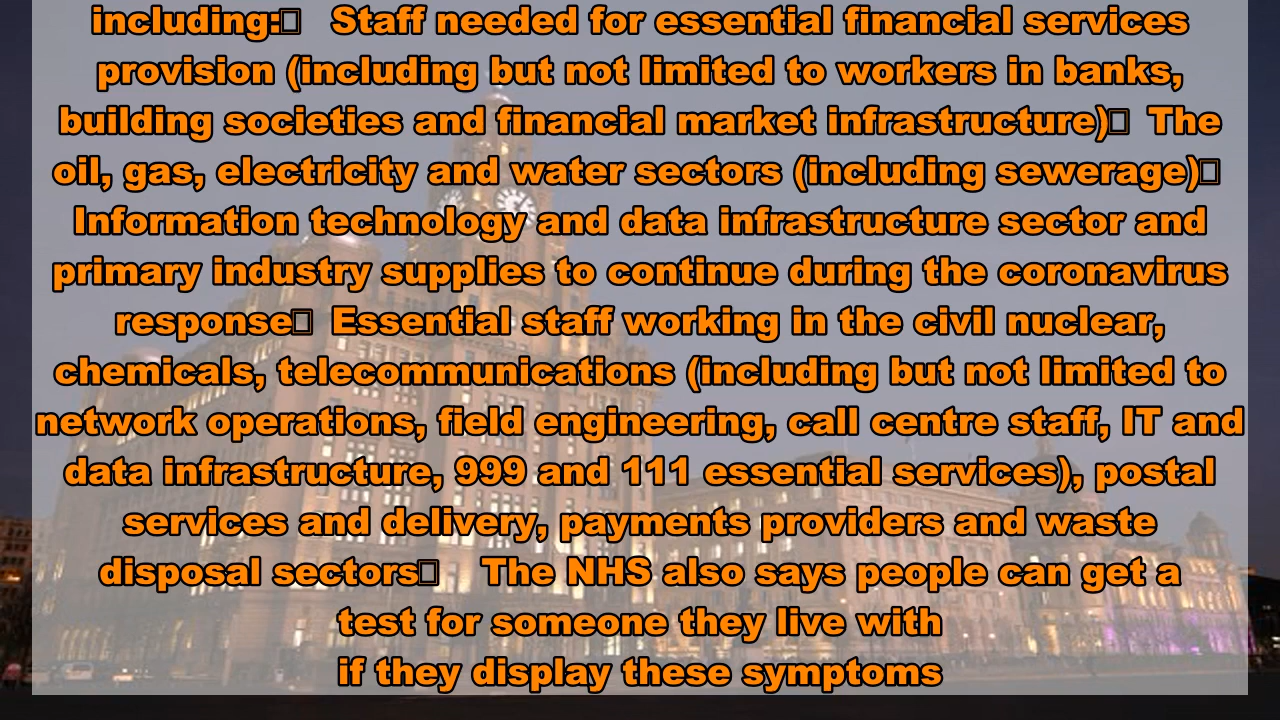 including:□ Staff needed for essential financial services
provision (including but not limited to workers in banks,
building societies and financial market infrastructure)□ The
oil, gas, electricity and water sectors (including sewerage)□
Information technology and data infrastructure sector and
primary industry supplies to continue during the coronavirus
response□ Essential staff working in the civil nuclear,
chemicals, telecommunications (including but not limited to
network operations, field engineering, call centre staff, IT and
data infrastructure, 999 and 111 essential services), postal
services and delivery, payments providers and waste
disposal sectors□ The NHS also says people can get a
test for someone they live with
if they display these symptoms